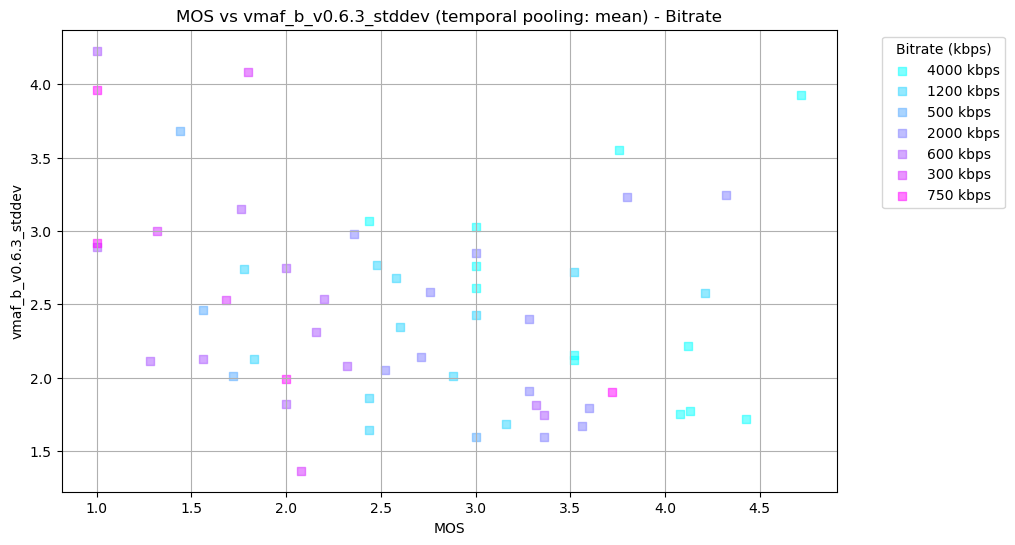 MOS vs vmaf_b_v0.6.3_stddev (temporal pooling: mean) - Bitrate
Bitrate (kbps)
4000 kbps
1200 kbps
500 kbps
2000 kbps
600 kbps
300 kbps
750 kbps
vmaf_b_v0.6.3_stddev
4.0
3.5
3.0
2.5
2.0
1.5
1.0 1.5 2.0 2.5 3.0 3.5 4.0 4.5
MOS